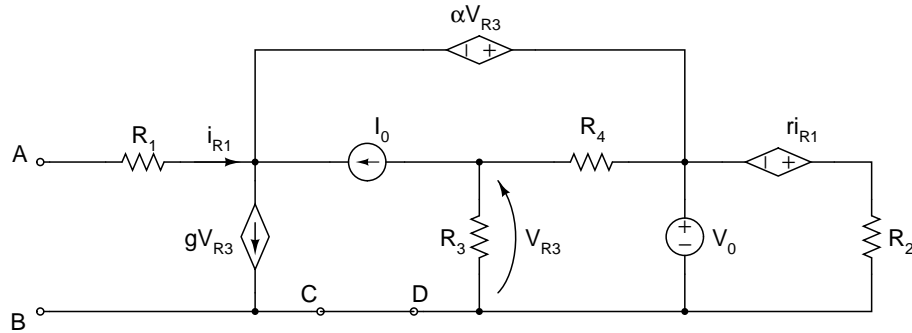 αV_R3
A
R_1
i_R1
I_0
R_4
ri_R1
gV_R3
R_3
V_R3
V_0
R_2
B
C
D